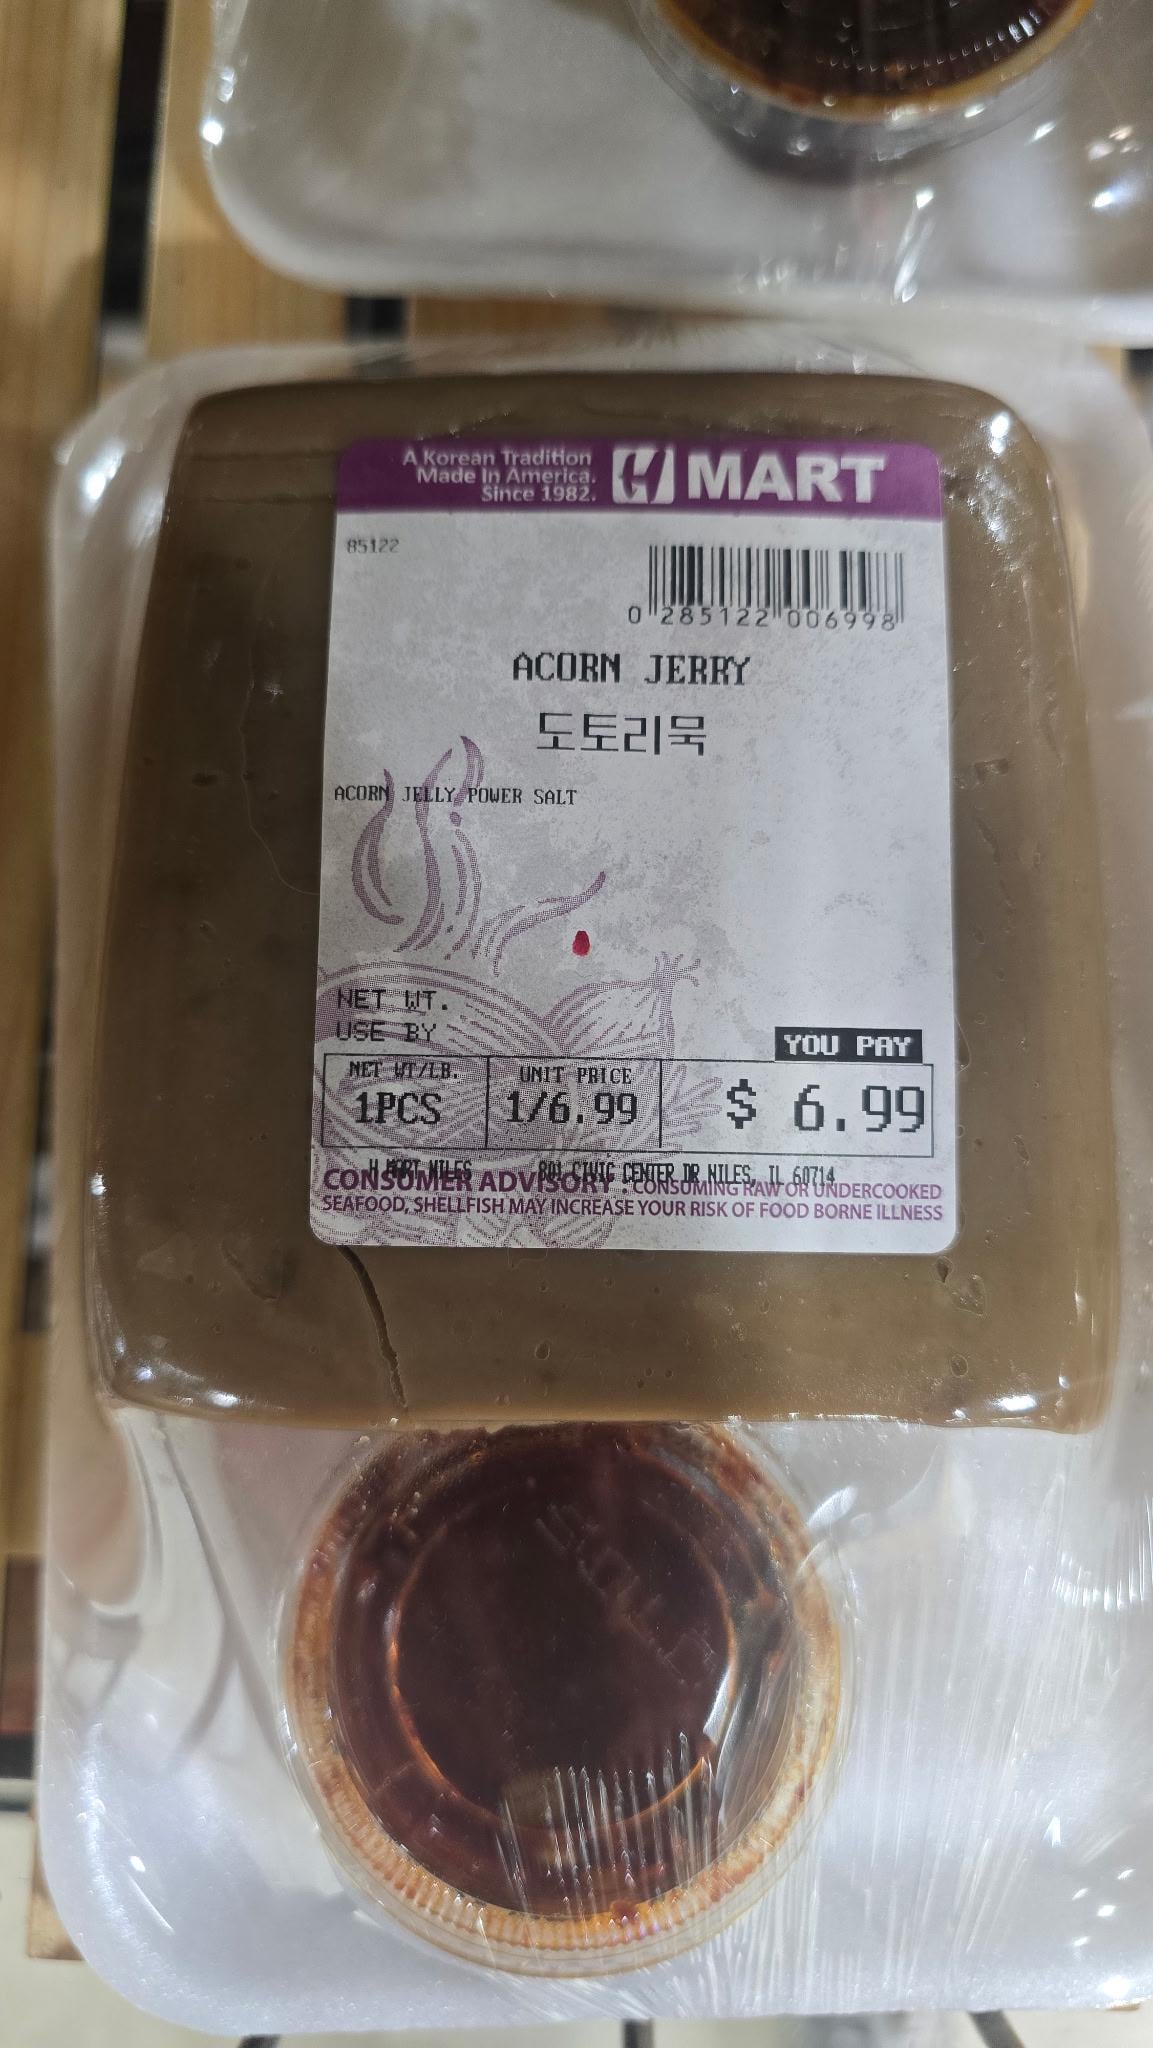 A Korean Tradition
Made In America.
Since 1982.
H MART
85122
0 285122 006998
ACORN JERRY
도토리묵
ACORN JELLY POWER SALT
NET WT.
USE BY
YOU PAY
NET WT/LB.
1PCS
UNIT PRICE
1/6.99
$ 6.99
H MART NILES 801 CIVIC CENTER DR NILES, IL 60714
CONSUMER ADVISORY : CONSUMING RAW OR UNDERCOOKED
SEAFOOD, SHELLFISH MAY INCREASE YOUR RISK OF FOOD BORNE ILLNESS